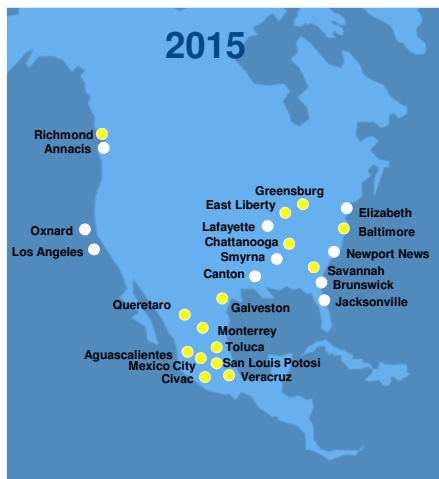 2015
Richmond
Annacis
Greensburg
East Liberty
Elizabeth
Lafayette
Baltimore
Oxnard
Chattanooga
Los Angeles
Newport News
Smyrna
Canton
Savannah
Brunswick
Jacksonville
Queretaro
Galveston
Monterrey
Toluca
Aguascalientes
San Louis Potosi
Mexico City
Civac
Veracruz